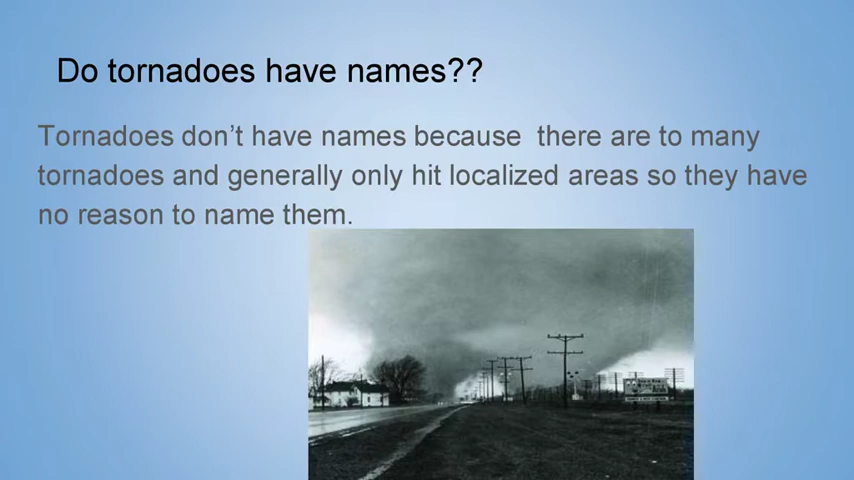 Do tornadoes have names??
Tornadoes don’t have names because  there are to many
tornadoes and generally only hit localized areas so they have
no reason to name them.